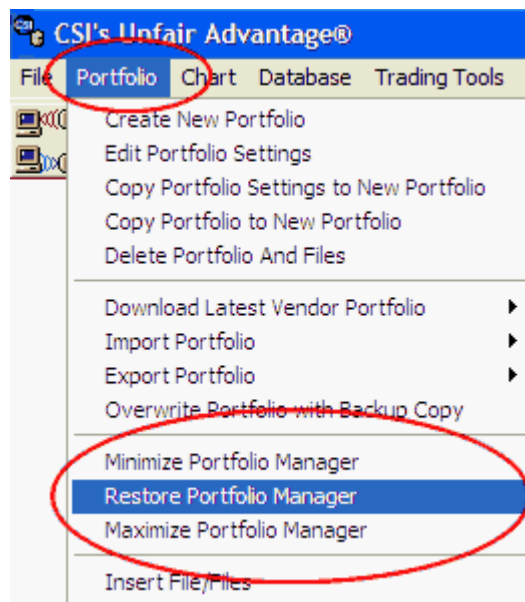 CSI's Unfair Advantage®
File Portfolio Chart Database Trading Tools
Create New Portfolio
Edit Portfolio Settings
Copy Portfolio Settings to New Portfolio
Copy Portfolio to New Portfolio
Delete Portfolio And Files
Download Latest Vendor Portfolio
Import Portfolio
Export Portfolio
Overwrite Portfolio with Backup Copy
Minimize Portfolio Manager
Restore Portfolio Manager
Maximize Portfolio Manager
Insert File/Files